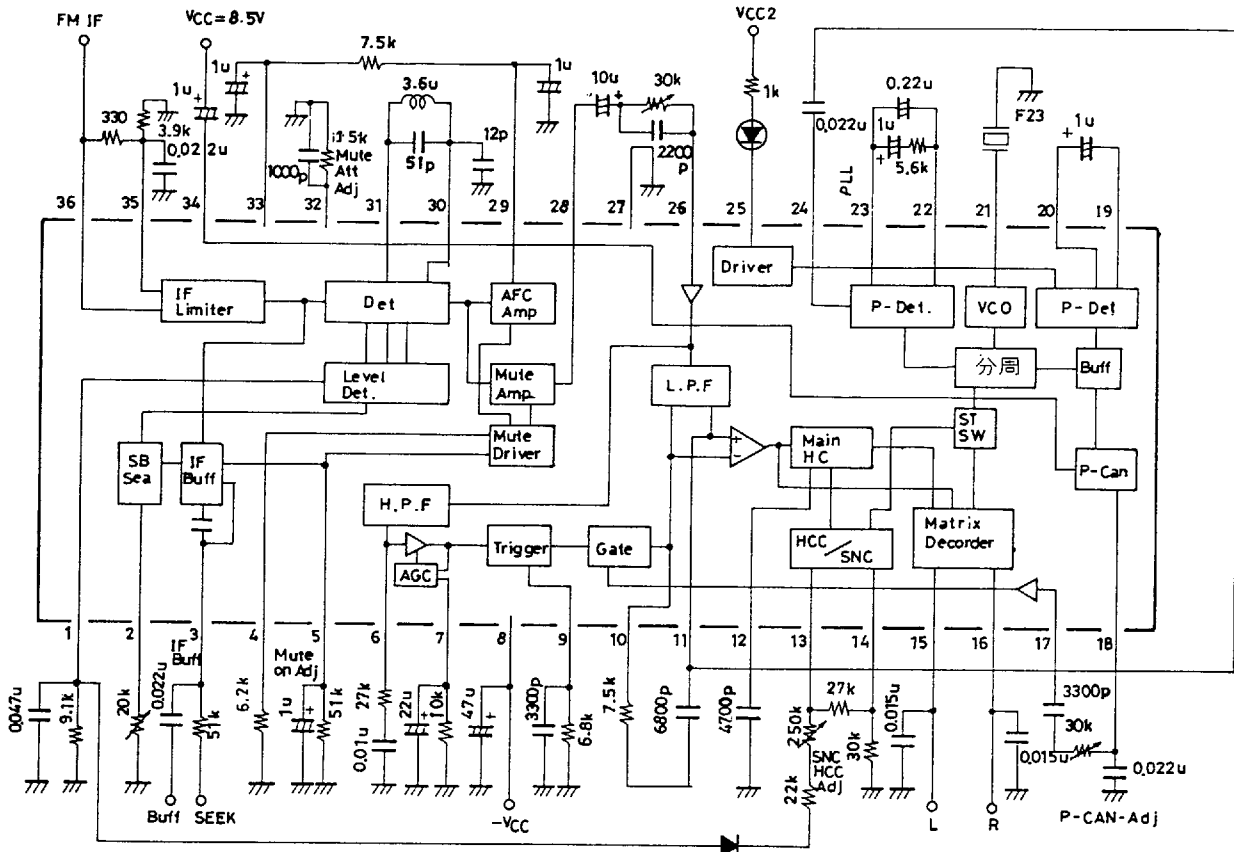 FM IF
VCC=8.5V
VCC2
330
3.9k
0.022u
1u
1u
7.5k
1u
1000p
Mute
Att
Adj
3.6u
51p
12p
10u
30k
2200
p
1k
0,022u
PLL
0.22u
1u
5.6k
F23
1u
36
35
34
33
32
31
30
29
28
27
26
25
24
23
22
21
20
19
IF
Limiter
Det
AFC
Amp
Level
Det.
Mute
Amp
Mute
Driver
SB
Sea
IF
Buff
H.P.F
AGC
Trigger
Gate
L.P.F
+
−
Main
HC
HCC
/SNC
Matrix
Decorder
Driver
P-Det.
VCO
P-Det
分周
Buff
ST
SW
P-Can
1
2
3
4
5
6
7
8
9
10
11
12
13
14
15
16
17
18
IF
Buff
Mute
on Adj
0,047u
9.1k
20k
0.022u
51k
6.2k
1u
51k
27k
0.01u
22u
10k
47u
3300p
6.8k
7.5k
6800p
4700p
250k
27k
30k
SNC
HCC
Adj
22k
0.015u
0,015u
3300p
30k
0,022u
Buff
SEEK
-VCC
L
R
P-CAN-Adj